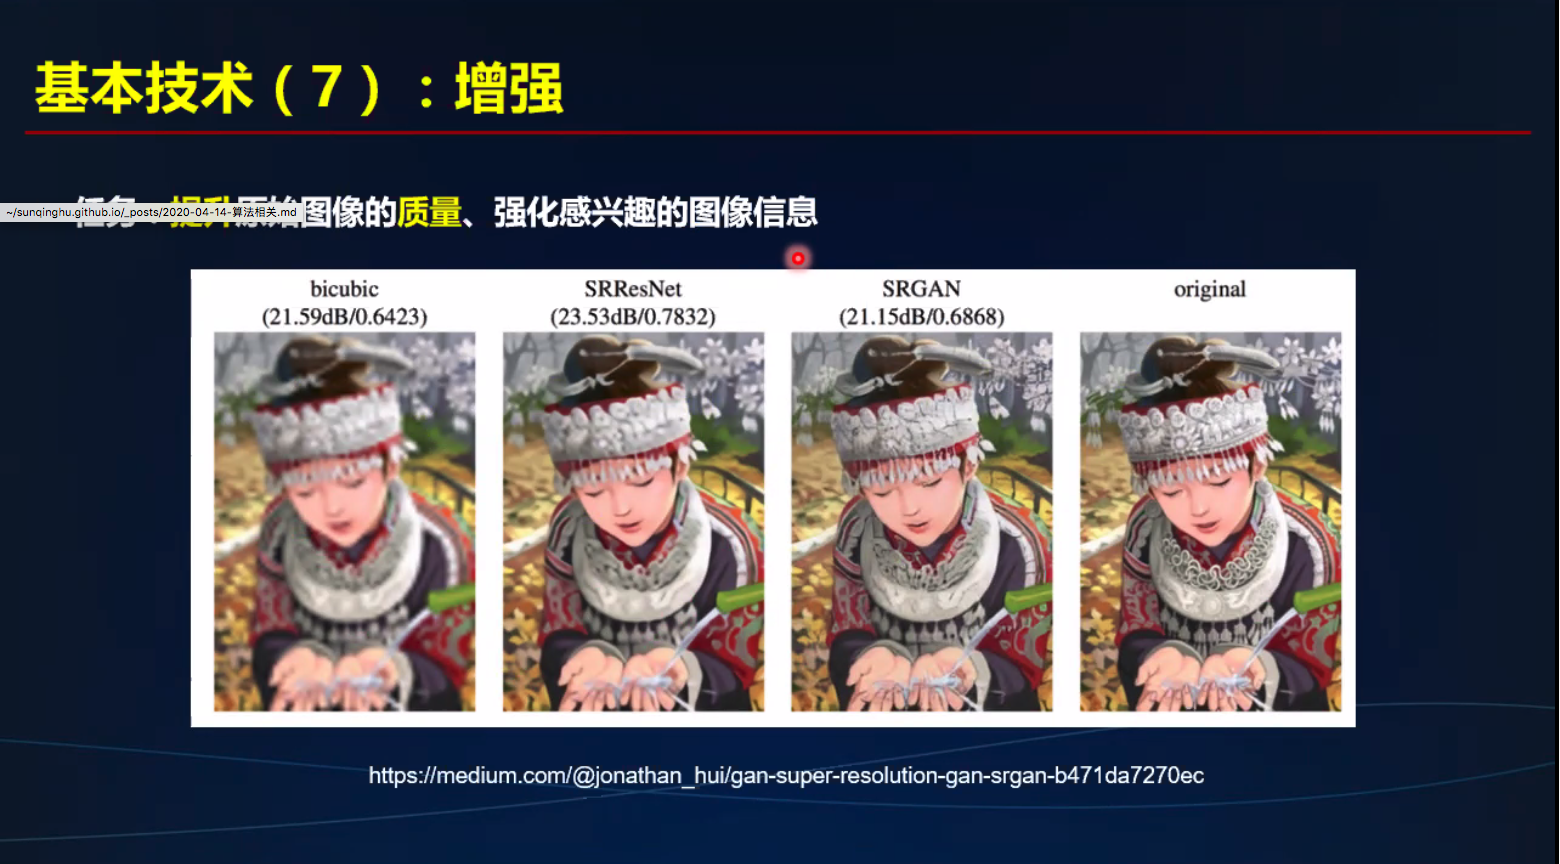 基本技术（7）：增强
任务：提升原始图像的质量、强化感兴趣的图像信息
~/sunqinghu.github.io/_posts/2020-04-14-算法相关.md
bicubic SRResNet SRGAN original
(21.59dB/0.6423) (23.53dB/0.7832) (21.15dB/0.6868)
https://medium.com/@jonathan_hui/gan-super-resolution-gan-srgan-b471da7270ec